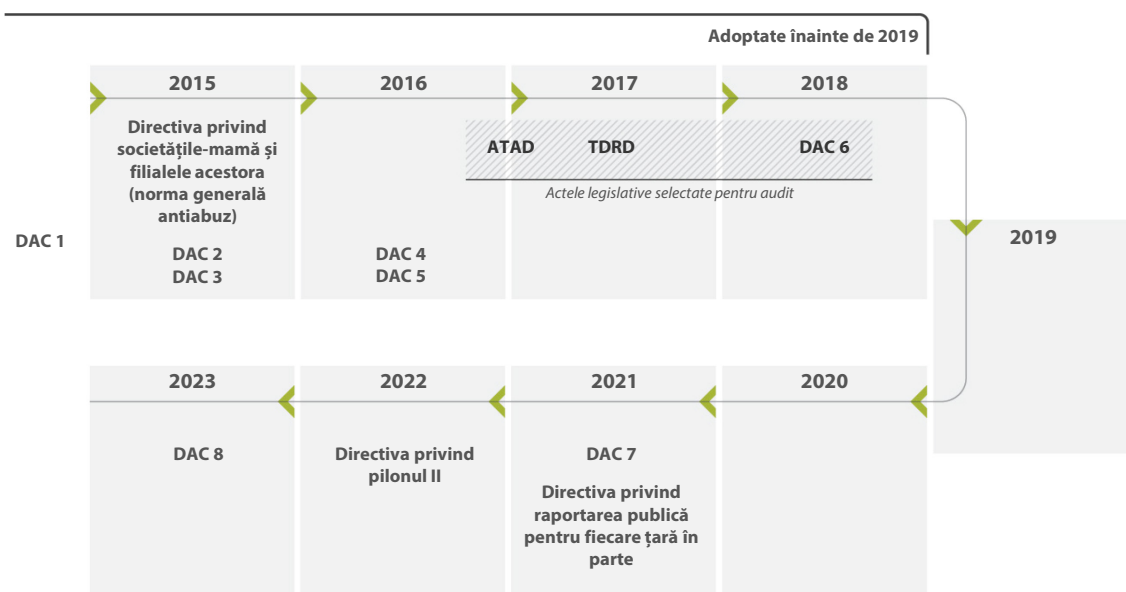 Adoptate înainte de 2019
2015
2016
2017
2018
Directiva privind
societățile-mamă și
filialele acestora
(norma generală
antiabuz)
ATAD
TDRD
DAC 6
Actele legislative selectate pentru audit
DAC 1
DAC 2
DAC 3
DAC 4
DAC 5
2019
2023
2022
2021
2020
DAC 8
Directiva privind
pilonul II
DAC 7
Directiva privind
raportarea publică
pentru fiecare țară în
parte